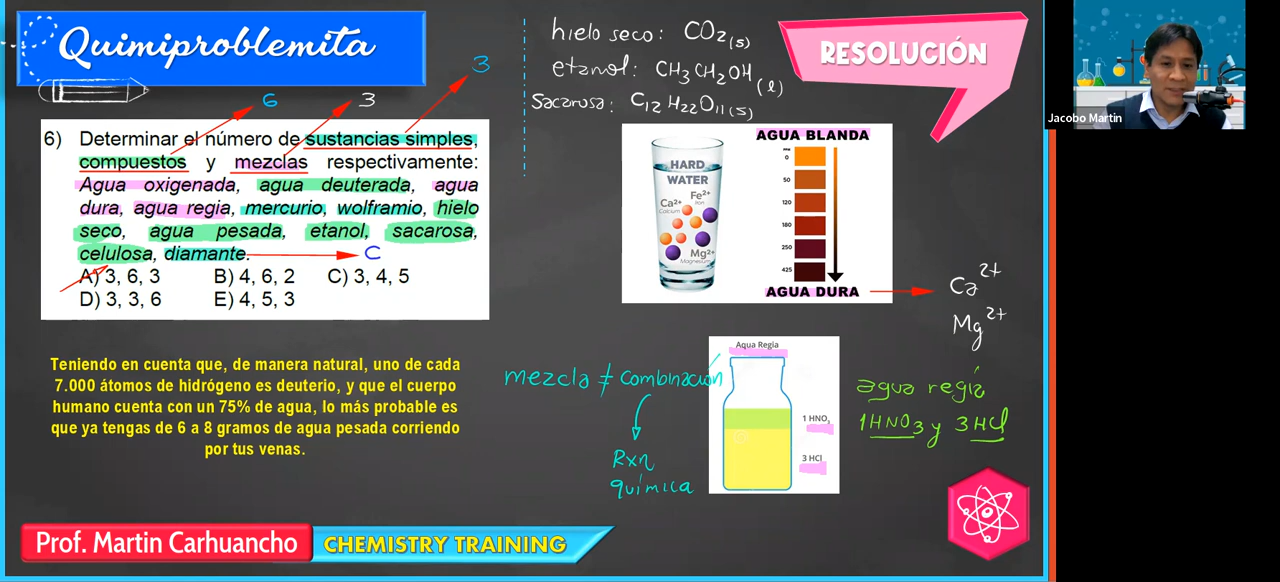 Quimiproblemita
hielo seco: CO2(s)
etanol: CH3CH2OH(l)
Sacarosa: C12H22O11(s)
RESOLUCIÓN
Jacobo Martin
3
6
3
6) Determinar el número de sustancias simples,
compuestos y mezclas respectivamente:
Agua oxigenada, agua deuterada, agua
dura, agua regia, mercurio, wolframio, hielo
seco, agua pesada, etanol, sacarosa,
celulosa, diamante.
C
A) 3, 6, 3 B) 4, 6, 2 C) 3, 4, 5
D) 3, 3, 6 E) 4, 5, 3
HARD
WATER
Ca2+
Calcium
Fe2+
Iron
Mg2+
Magnesium
AGUA BLANDA
PPM
0
50
120
180
250
425
AGUA DURA
Ca2+
Mg2+
Teniendo en cuenta que, de manera natural, uno de cada
7.000 átomos de hidrógeno es deuterio, y que el cuerpo
humano cuenta con un 75% de agua, lo más probable es
que ya tengas de 6 a 8 gramos de agua pesada corriendo
por tus venas.
mezcla ≠ combinación
Rxn
química
Aqua Regia
1 HNO3
3 HCl
agua regia
1HNO3 y 3HCl
Prof. Martin Carhuancho
CHEMISTRY TRAINING